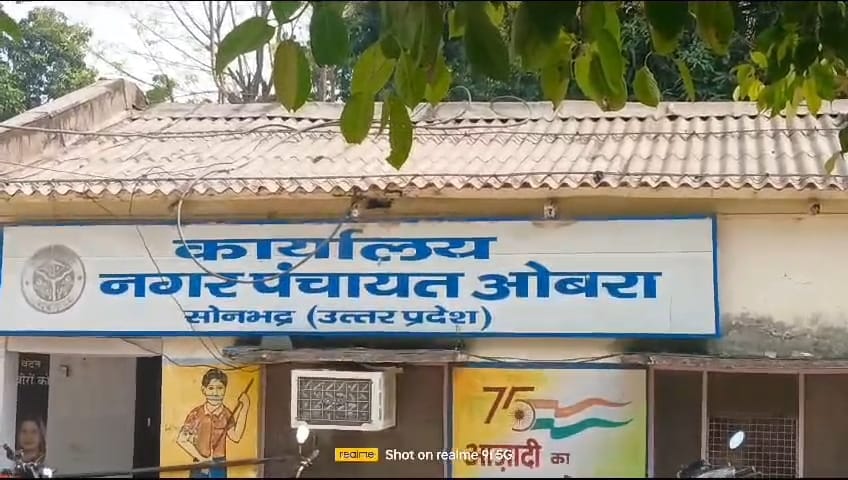 कार्यालय
नगर पंचायत ओबरा
सोनभद्र (उत्तर प्रदेश)
75
आज़ादी का
realme Shot on realme 9i 5G